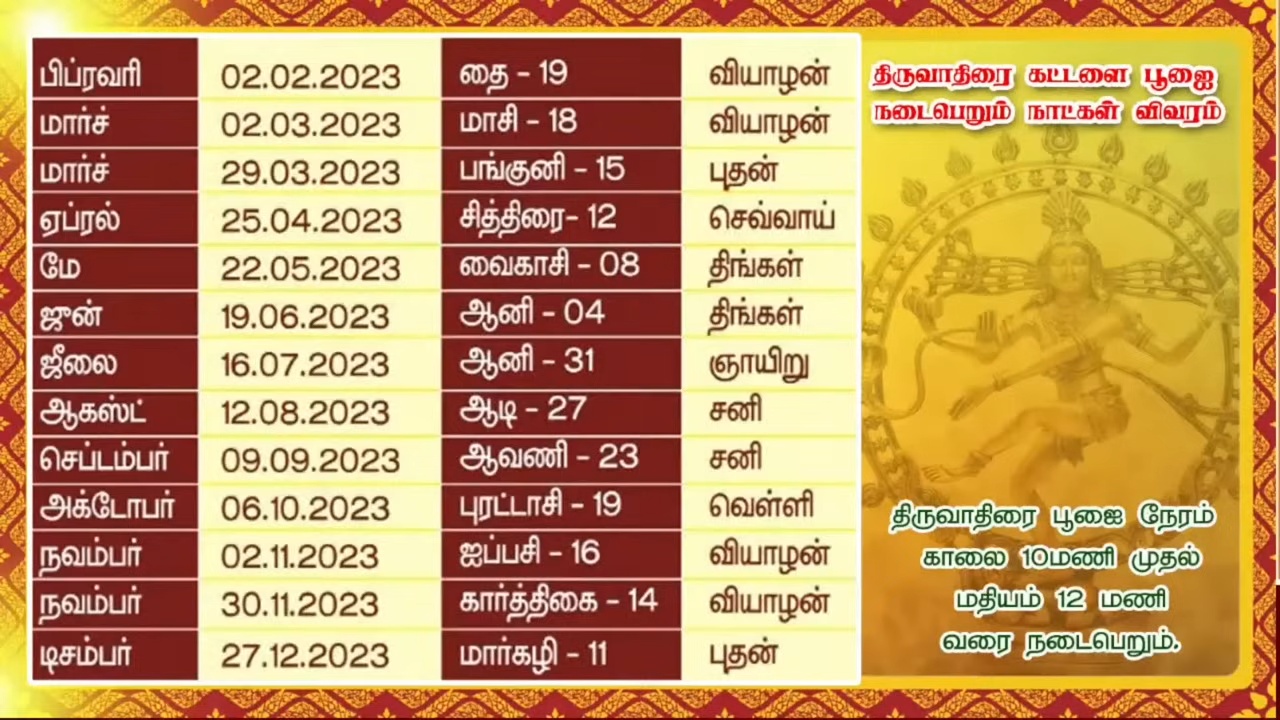 பிப்ரவரி 02.02.2023 தை - 19 வியாழன்
மார்ச் 02.03.2023 மாசி - 18 வியாழன்
மார்ச் 29.03.2023 பங்குனி - 15 புதன்
ஏப்ரல் 25.04.2023 சித்திரை- 12 செவ்வாய்
மே 22.05.2023 வைகாசி - 08 திங்கள்
ஜுன் 19.06.2023 ஆனி - 04 திங்கள்
ஜீலை 16.07.2023 ஆனி - 31 ஞாயிறு
ஆகஸ்ட் 12.08.2023 ஆடி - 27 சனி
செப்டம்பர் 09.09.2023 ஆவணி - 23 சனி
அக்டோபர் 06.10.2023 புரட்டாசி - 19 வெள்ளி
நவம்பர் 02.11.2023 ஐப்பசி - 16 வியாழன்
நவம்பர் 30.11.2023 கார்த்திகை - 14 வியாழன்
டிசம்பர் 27.12.2023 மார்கழி - 11 புதன்
திருவாதிரை கட்டளை பூஜை
நடைபெறும் நாட்கள் விவரம்
திருவாதிரை பூஜை நேரம்
காலை 10மணி முதல்
மதியம் 12 மணி
வரை நடைபெறும்.